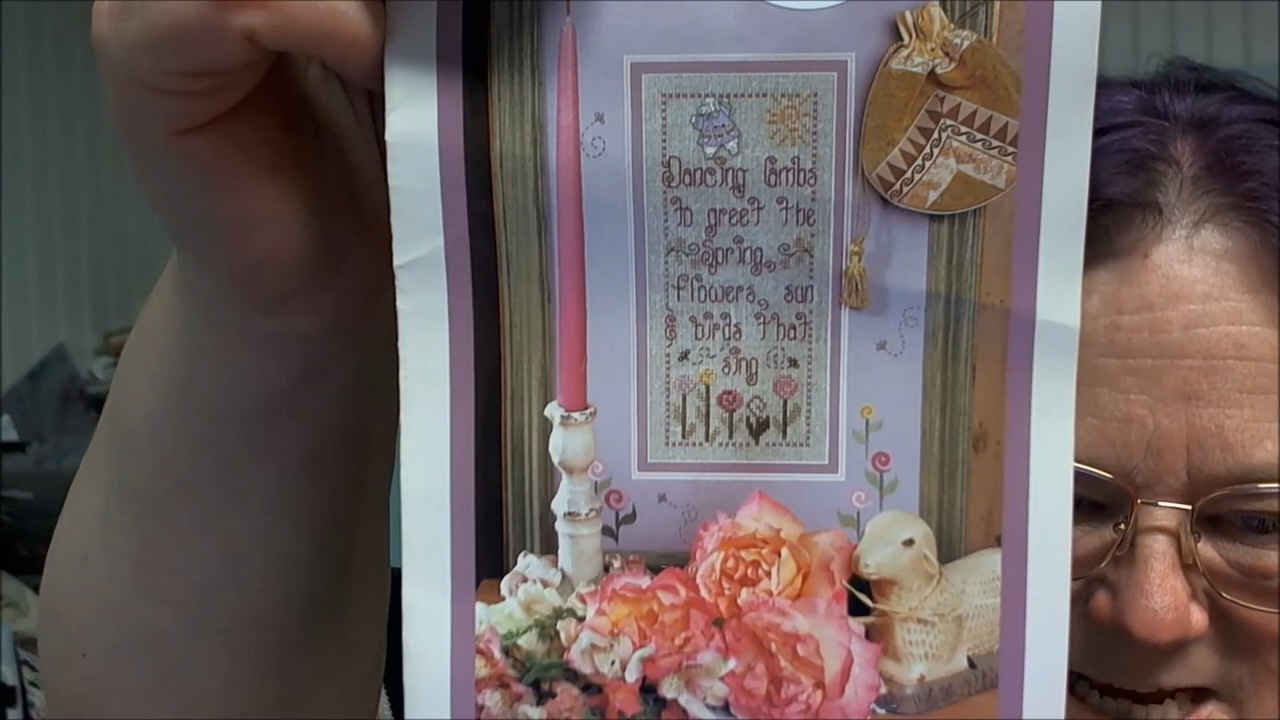 Dancing lambs
to greet the
Spring,
flowers, sun
& birds that
sing